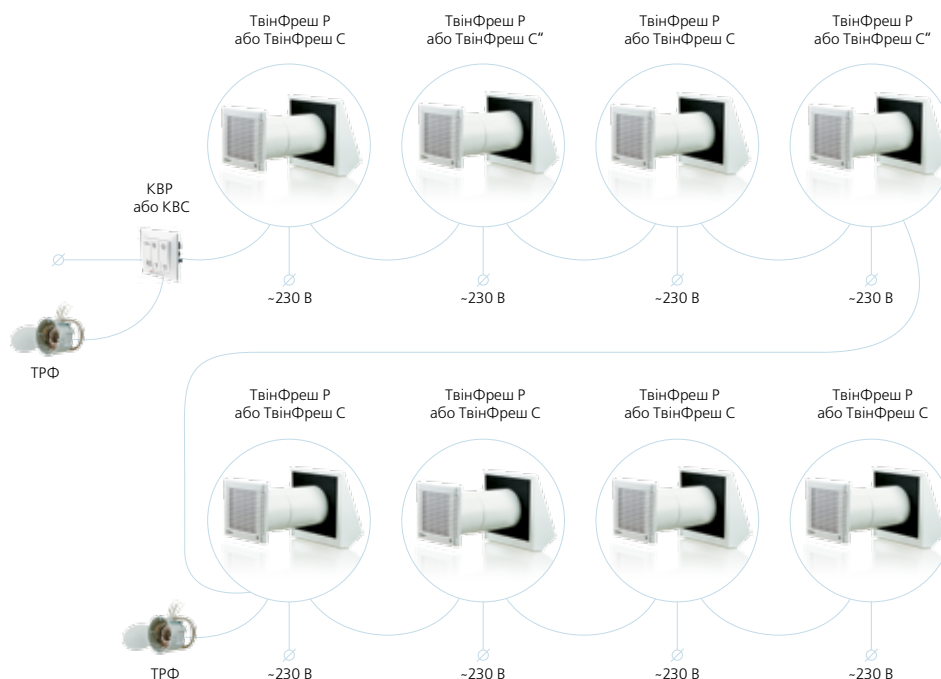 ТвінФреш Р
або ТвінФреш С
ТвінФреш Р
або ТвінФреш С“
ТвінФреш Р
або ТвінФреш С
ТвінФреш Р
або ТвінФреш С“
КВР
або КВС
~230 В
~230 В
~230 В
~230 В
ТРФ
ТвінФреш Р
або ТвінФреш С
ТвінФреш Р
або ТвінФреш С
ТвінФреш Р
або ТвінФреш С
ТвінФреш Р
або ТвінФреш С
ТРФ
~230 В
~230 В
~230 В
~230 В